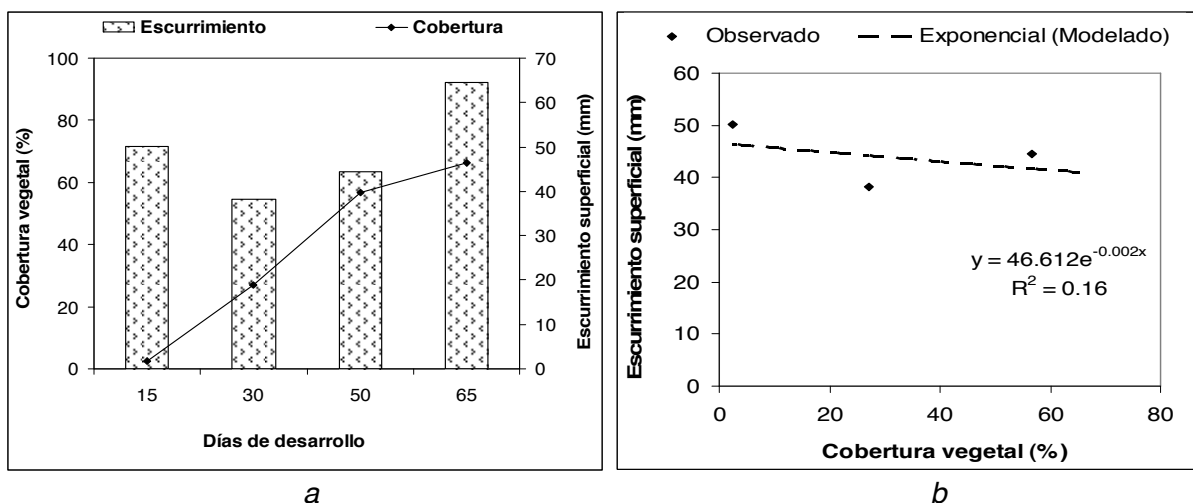 Escurrimiento Cobertura
100
80
60
40
20
0
Cobertura vegetal (%)
70
60
50
40
30
20
10
0
Escurrimiento superficial (mm)
15 30 50 65
Días de desarrollo
a
Observado Exponencial (Modelado)
60
50
40
30
20
10
0
Escurrimiento superficial (mm)
y = 46.612e^-0.002x
R^2 = 0.16
0 20 40 60 80
Cobertura vegetal (%)
b